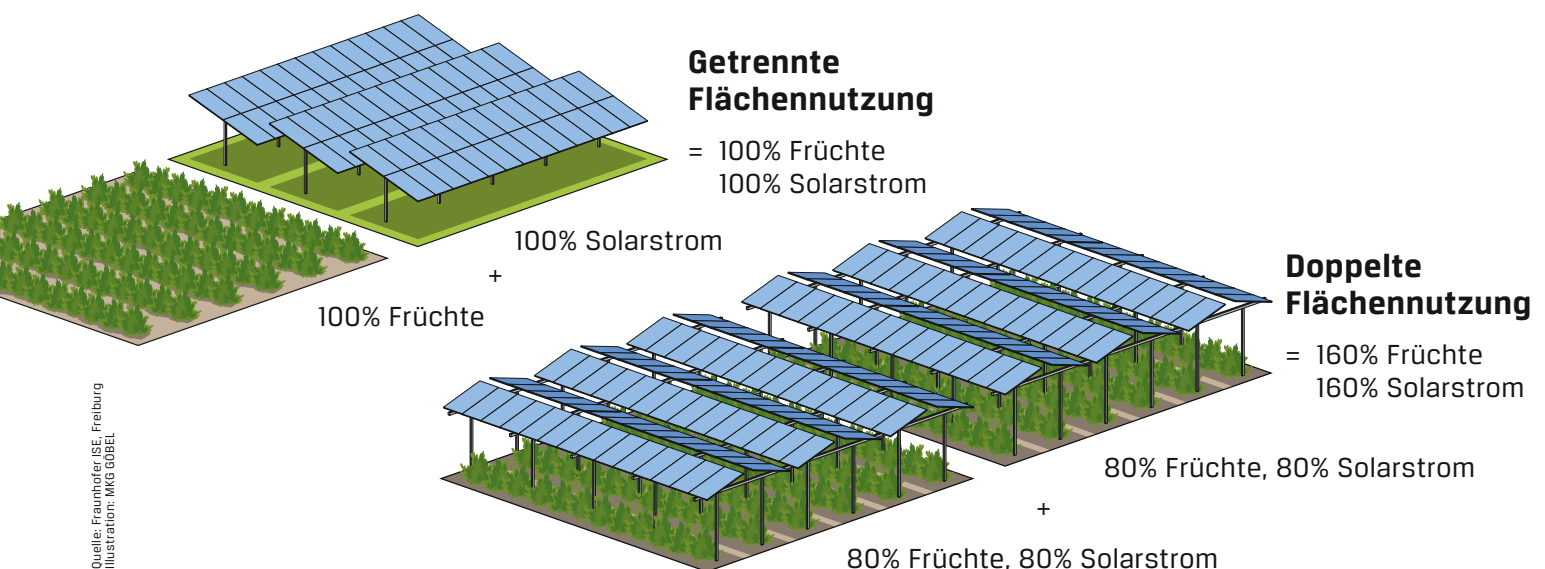 Getrennte
Flächennutzung
= 100% Früchte
100% Solarstrom
100% Solarstrom
+
100% Früchte
Doppelte
Flächennutzung
= 160% Früchte
160% Solarstrom
80% Früchte, 80% Solarstrom
+
80% Früchte, 80% Solarstrom
Quelle: Fraunhofer ISE, Freiburg
Illustration: MKG GÖBEL